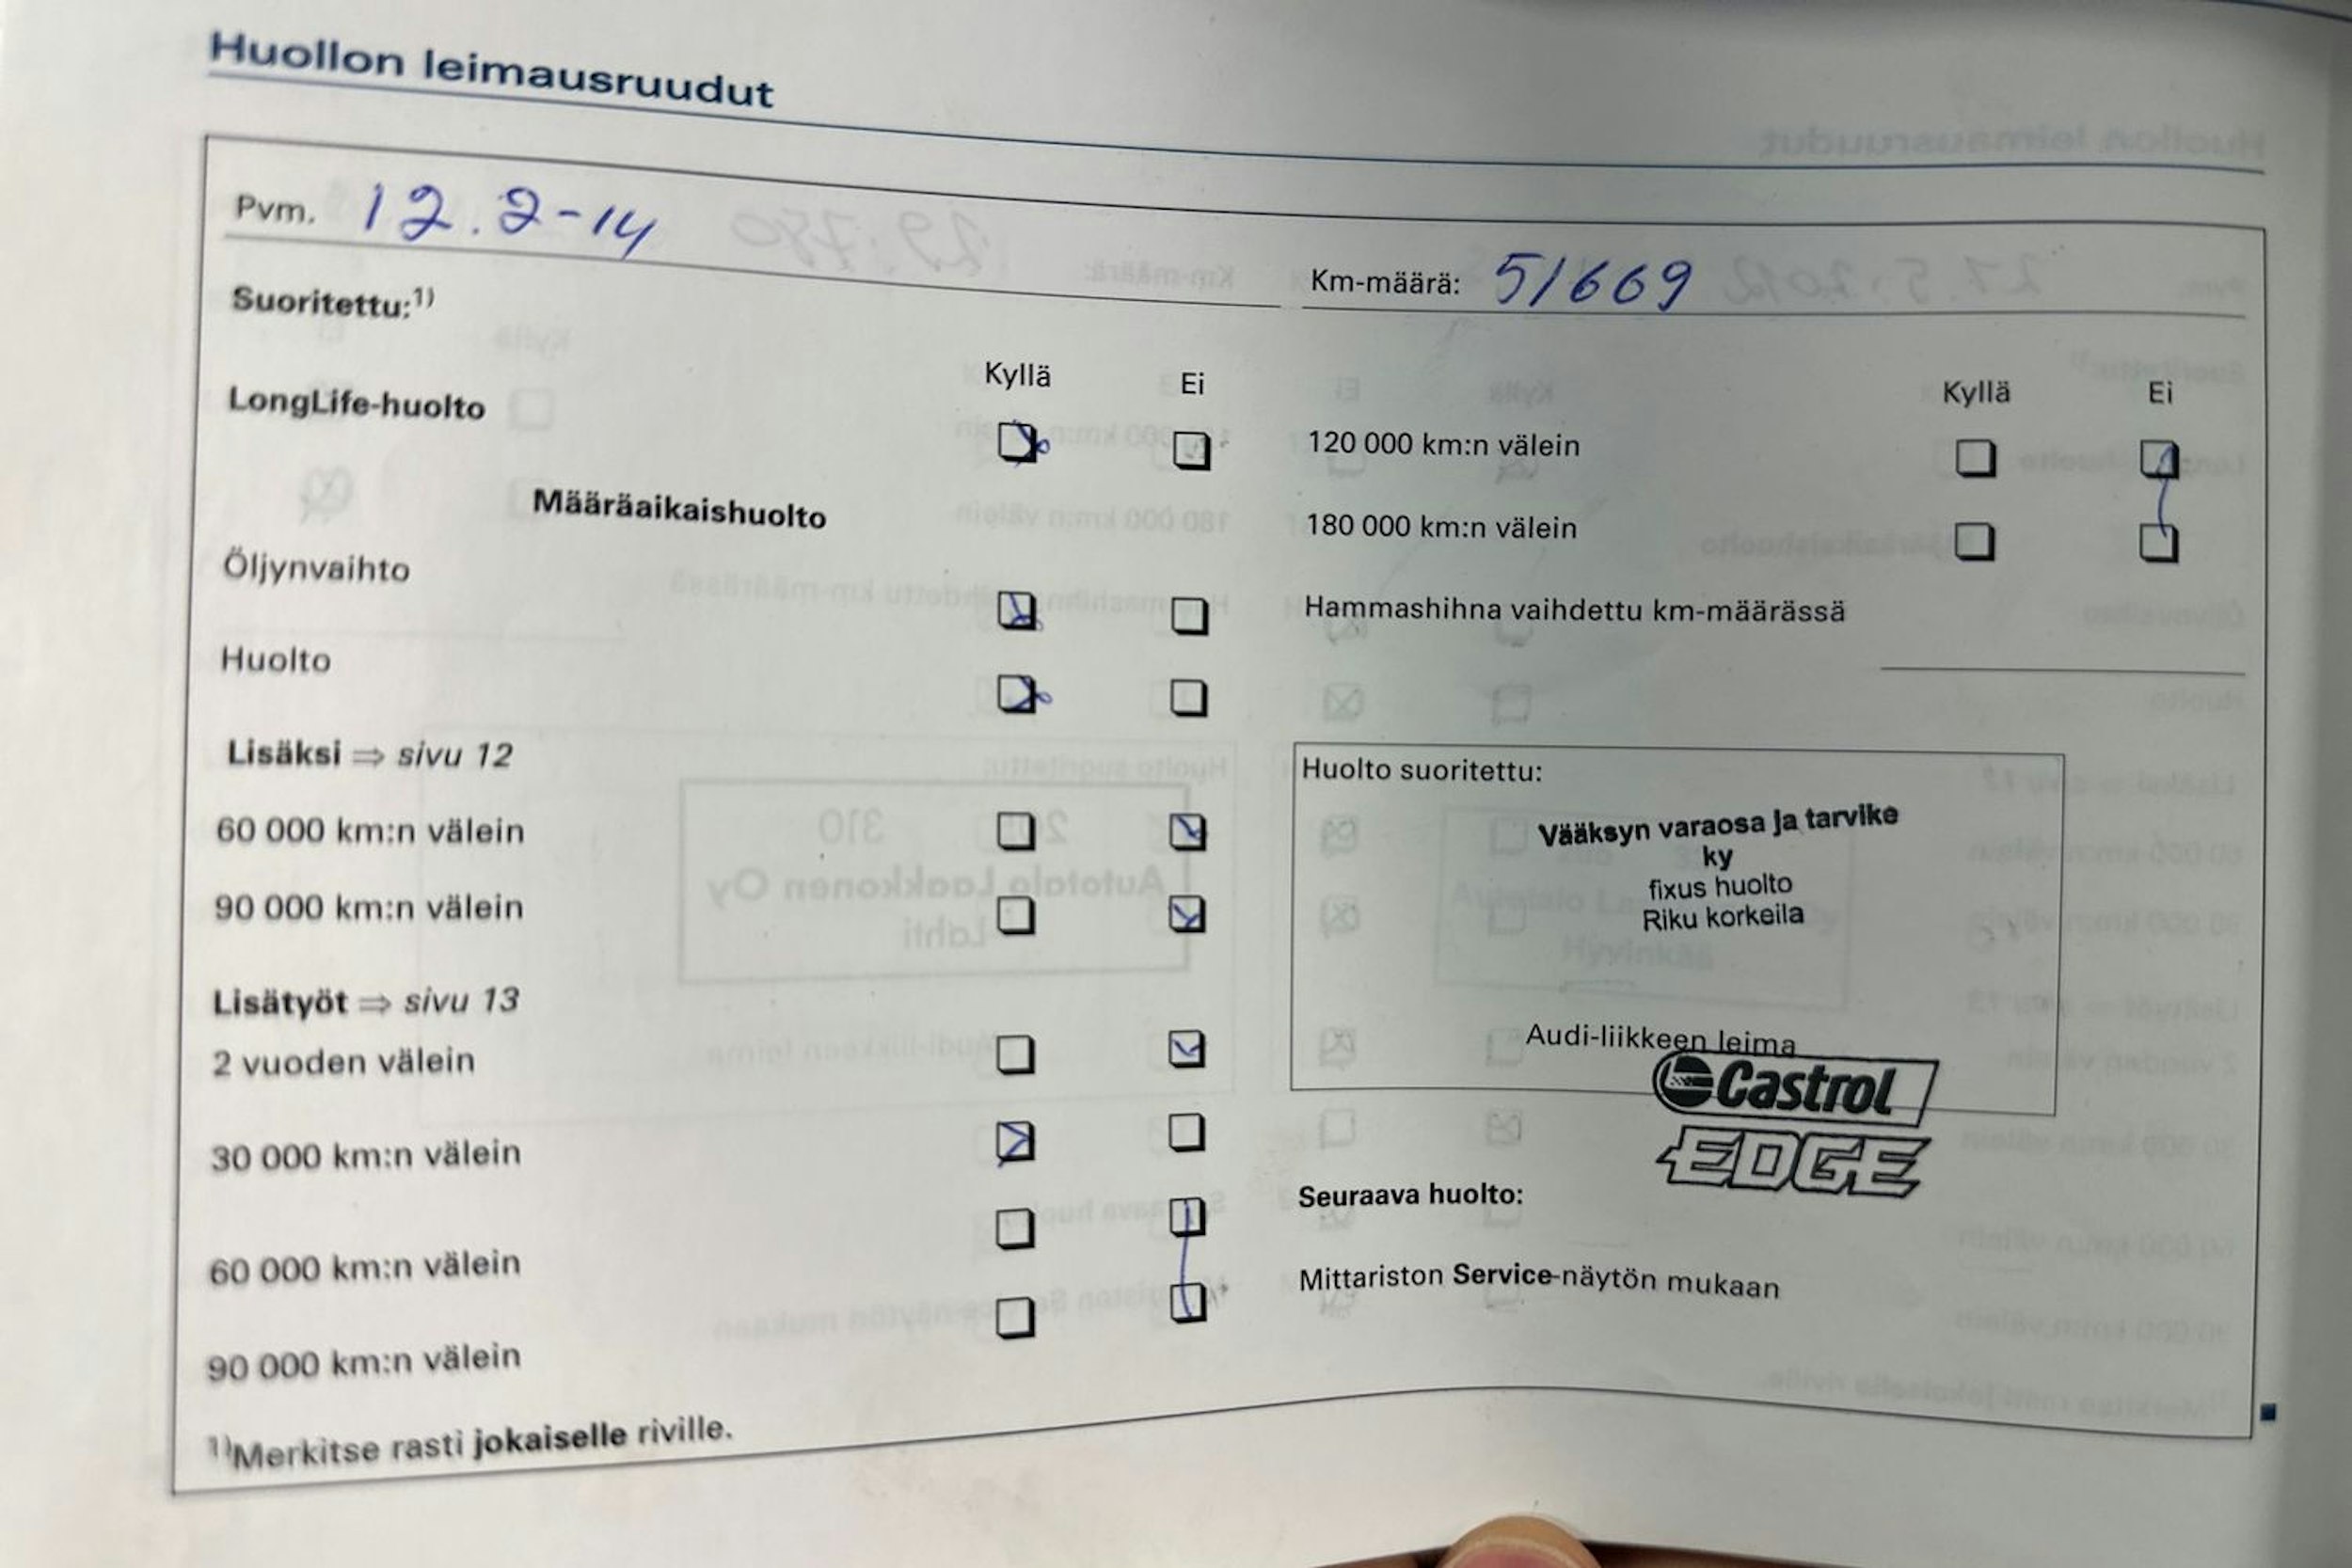 Huollon leimausruudut
Pvm. 12.2-14
Km-määrä: 51669
Suoritettu:1)
Kyllä Ei
LongLife-huolto
Määräaikaishuolto
Öljynvaihto
Huolto
Lisäksi ⇒ sivu 12
60 000 km:n välein
90 000 km:n välein
Lisätyöt ⇒ sivu 13
2 vuoden välein
30 000 km:n välein
60 000 km:n välein
90 000 km:n välein
1)Merkitse rasti jokaiselle riville.
Kyllä Ei
120 000 km:n välein
180 000 km:n välein
Hammashihna vaihdettu km-määrässä
Huolto suoritettu:
Vääksyn varaosa ja tarvike
ky
fixus huolto
Riku korkeila
Audi-liikkeen leima
Castrol
EDGE
Seuraava huolto:
Mittariston Service-näytön mukaan